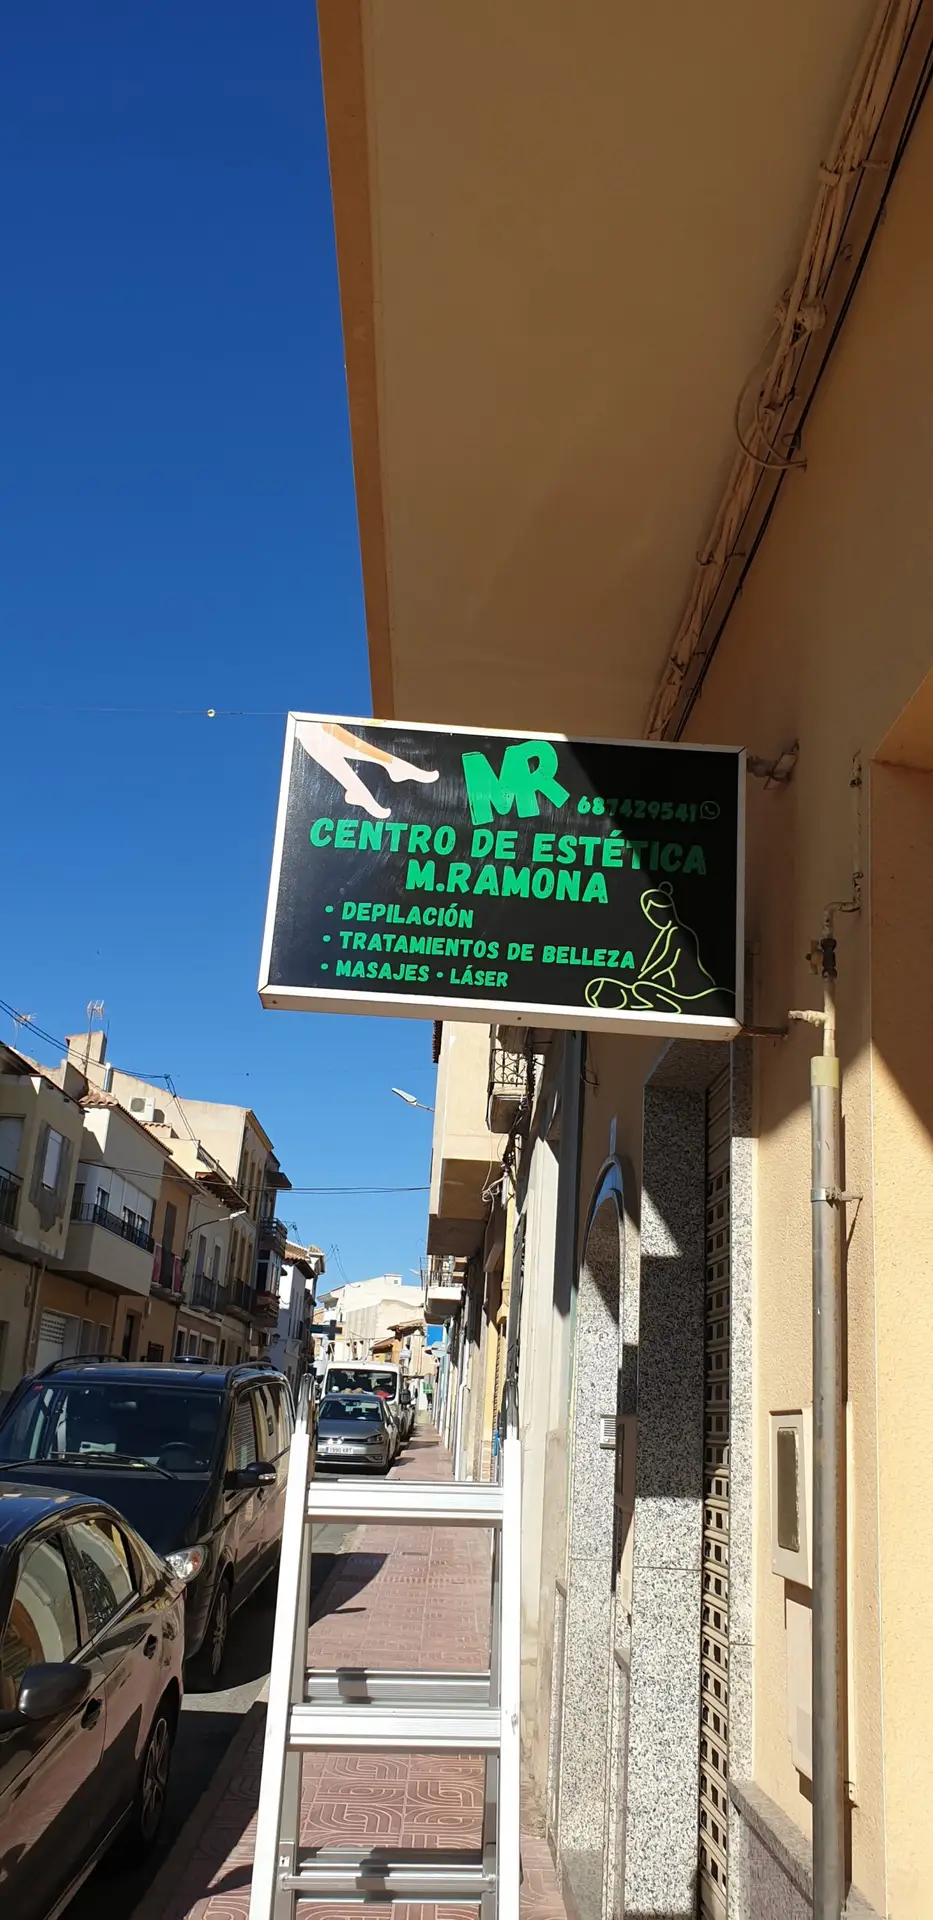 MR
687429541
CENTRO DE ESTÉTICA
M.RAMONA
• DEPILACIÓN
• TRATAMIENTOS DE BELLEZA
• MASAJES • LÁSER